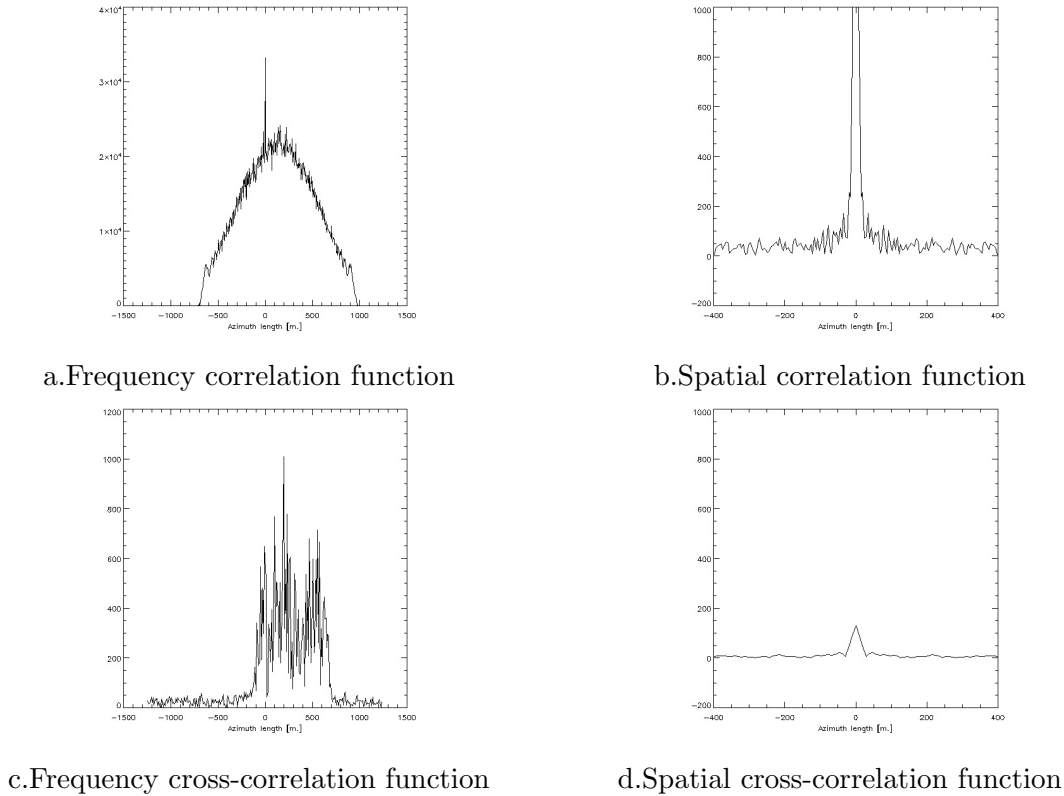 4×10⁴
3×10⁴
2×10⁴
1×10⁴
0
−1500 −1000 −500 0 500 1000 1500
Azimuth length [m.]
a.Frequency correlation function
1000
800
600
400
200
0
−200
−400 −200 0 200 400
Azimuth length [m.]
b.Spatial correlation function
1200
1000
800
600
400
200
0
−1500 −1000 −500 0 500 1000 1500
Azimuth length [m.]
c.Frequency cross-correlation function
1000
800
600
400
200
0
−200
−400 −200 0 200 400
Azimuth length [m.]
d.Spatial cross-correlation function